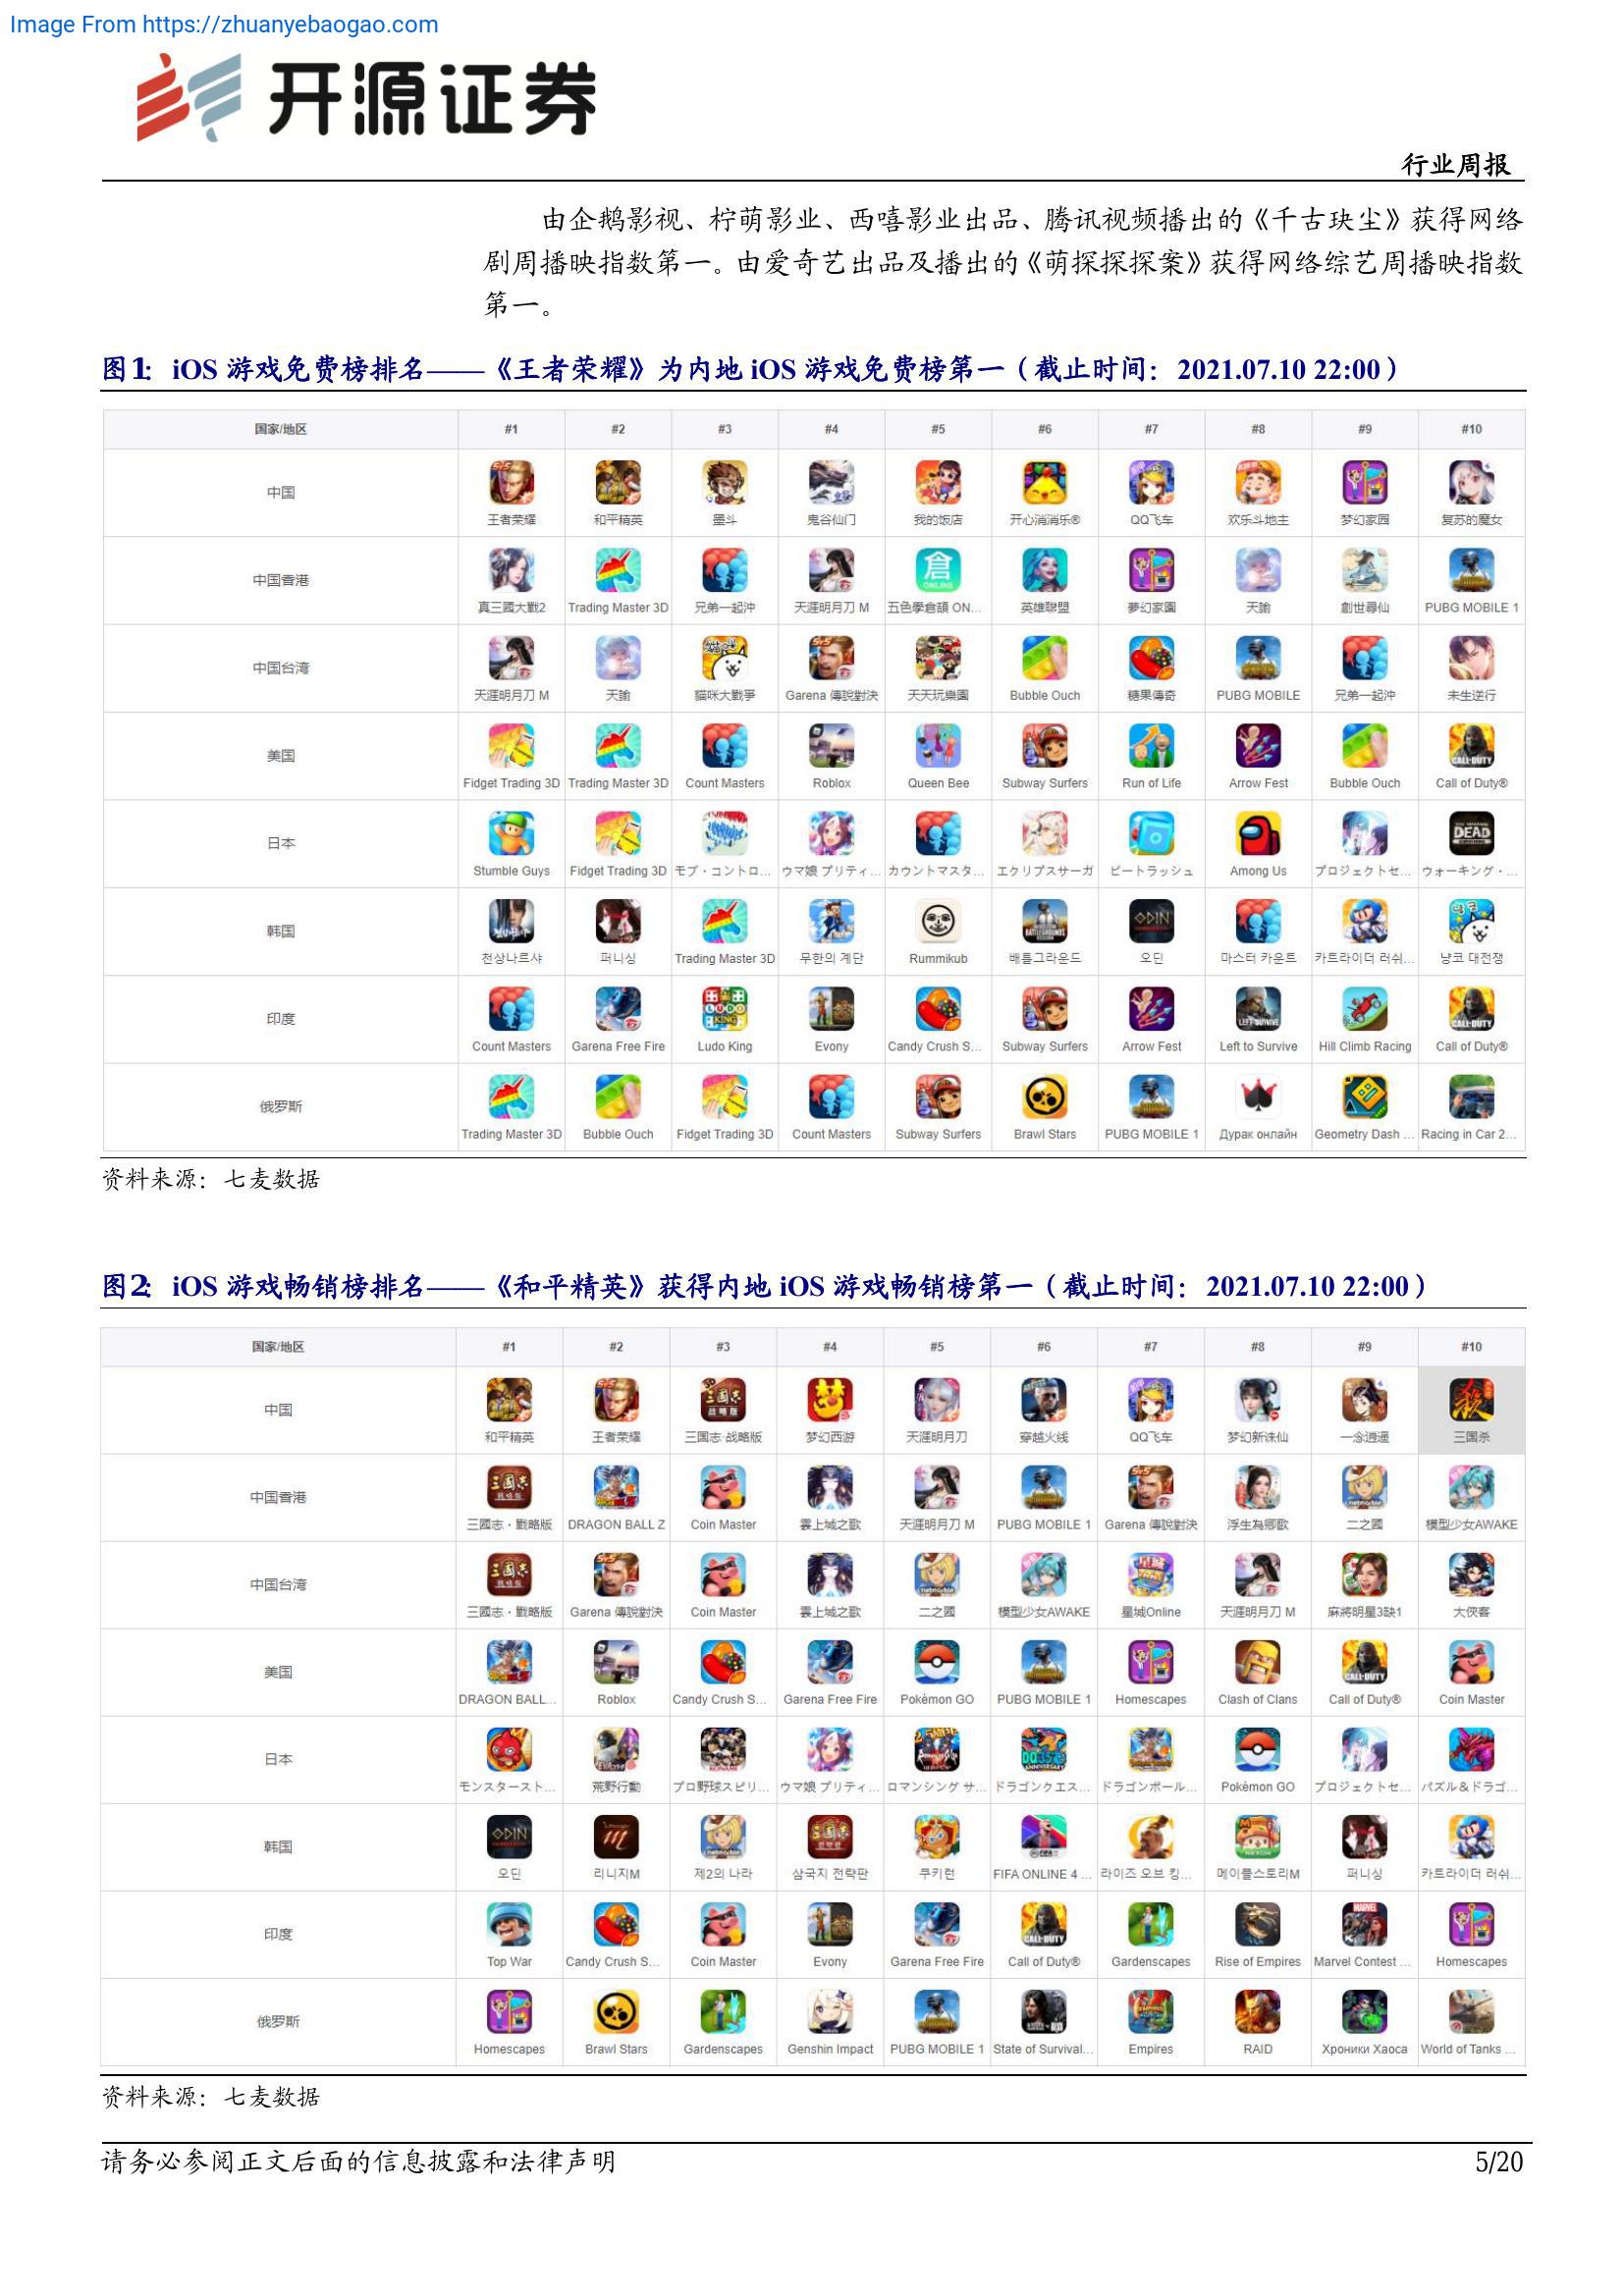 Image From https://zhuanyebaogao.com
开源证券
行业周报
由企鹅影视、柠萌影业、西嘻影业出品、腾讯视频播出的《千古玦尘》获得网络
剧周播映指数第一。由爱奇艺出品及播出的《萌探探探案》获得网络综艺周播映指数
第一。
图1: iOS 游戏免费榜排名——《王者荣耀》为内地 iOS 游戏免费榜第一（截止时间：2021.07.10 22:00）
国家/地区 #1 #2 #3 #4 #5 #6 #7 #8 #9 #10
中国 王者荣耀 和平精英 墨斗 鬼谷仙门 我的饭店 开心消消乐® QQ飞车 欢乐斗地主 梦幻家园 复苏的魔女
中国香港 真三國大戰2 Trading Master 3D 兄弟一起沖 天涯明月刀 M 五色學倉頡 ON... 英雄聯盟 夢幻家園 天諭 創世尋仙 PUBG MOBILE 1
中国台湾 天涯明月刀 M 天諭 貓咪大戰爭 Garena 傳說對決 天天玩樂園 Bubble Ouch 糖果傳奇 PUBG MOBILE 兄弟一起沖 未生逆行
美国 Fidget Trading 3D Trading Master 3D Count Masters Roblox Queen Bee Subway Surfers Run of Life Arrow Fest Bubble Ouch Call of Duty®
日本 Stumble Guys Fidget Trading 3D モブ・コントロ... ウマ娘 プリティ... カウントマスタ... エクリプスサーガ ビートラッシュ Among Us プロジェクトセ... ウォーキング・...
韩国 천상나르샤 퍼니싱 Trading Master 3D 무한의 계단 Rummikub 배틀그라운드 오딘 마스터 카운트 카트라이더 러쉬... 냥코 대전쟁
印度 Count Masters Garena Free Fire Ludo King Evony Candy Crush S... Subway Surfers Arrow Fest Left to Survive Hill Climb Racing Call of Duty®
俄罗斯 Trading Master 3D Bubble Ouch Fidget Trading 3D Count Masters Subway Surfers Brawl Stars PUBG MOBILE 1 Дурак онлайн Geometry Dash ... Racing in Car 2...
资料来源：七麦数据
图2: iOS 游戏畅销榜排名——《和平精英》获得内地 iOS 游戏畅销榜第一（截止时间：2021.07.10 22:00）
国家/地区 #1 #2 #3 #4 #5 #6 #7 #8 #9 #10
中国 和平精英 王者荣耀 三国志·战略版 梦幻西游 天涯明月刀 穿越火线 QQ飞车 梦幻新诛仙 一念逍遥 三国杀
中国香港 三國志・戰略版 DRAGON BALL Z Coin Master 雲上城之歌 天涯明月刀 M PUBG MOBILE 1 Garena 傳說對決 浮生為卿歌 二之國 模型少女AWAKE
中国台湾 三國志・戰略版 Garena 傳說對決 Coin Master 雲上城之歌 二之國 模型少女AWAKE 星城Online 天涯明月刀 M 麻將明星3缺1 大俠客
美国 DRAGON BALL... Roblox Candy Crush S... Garena Free Fire Pokémon GO PUBG MOBILE 1 Homescapes Clash of Clans Call of Duty® Coin Master
日本 モンスタースト... 荒野行動 プロ野球スピリ... ウマ娘 プリティ... ロマンシング サ... ドラゴンクエス... ドラゴンボール... Pokémon GO プロジェクトセ... パズル＆ドラゴ...
韩国 오딘 리니지M 제2의 나라 삼국지 전략판 쿠키런 FIFA ONLINE 4 ... 라이즈 오브 킹... 메이플스토리M 퍼니싱 카트라이더 러쉬...
印度 Top War Candy Crush S... Coin Master Evony Garena Free Fire Call of Duty® Gardenscapes Rise of Empires Marvel Contest ... Homescapes
俄罗斯 Homescapes Brawl Stars Gardenscapes Genshin Impact PUBG MOBILE 1 State of Survival... Empires RAID Хроники Хаоса World of Tanks ...
资料来源：七麦数据
请务必参阅正文后面的信息披露和法律声明
5/20